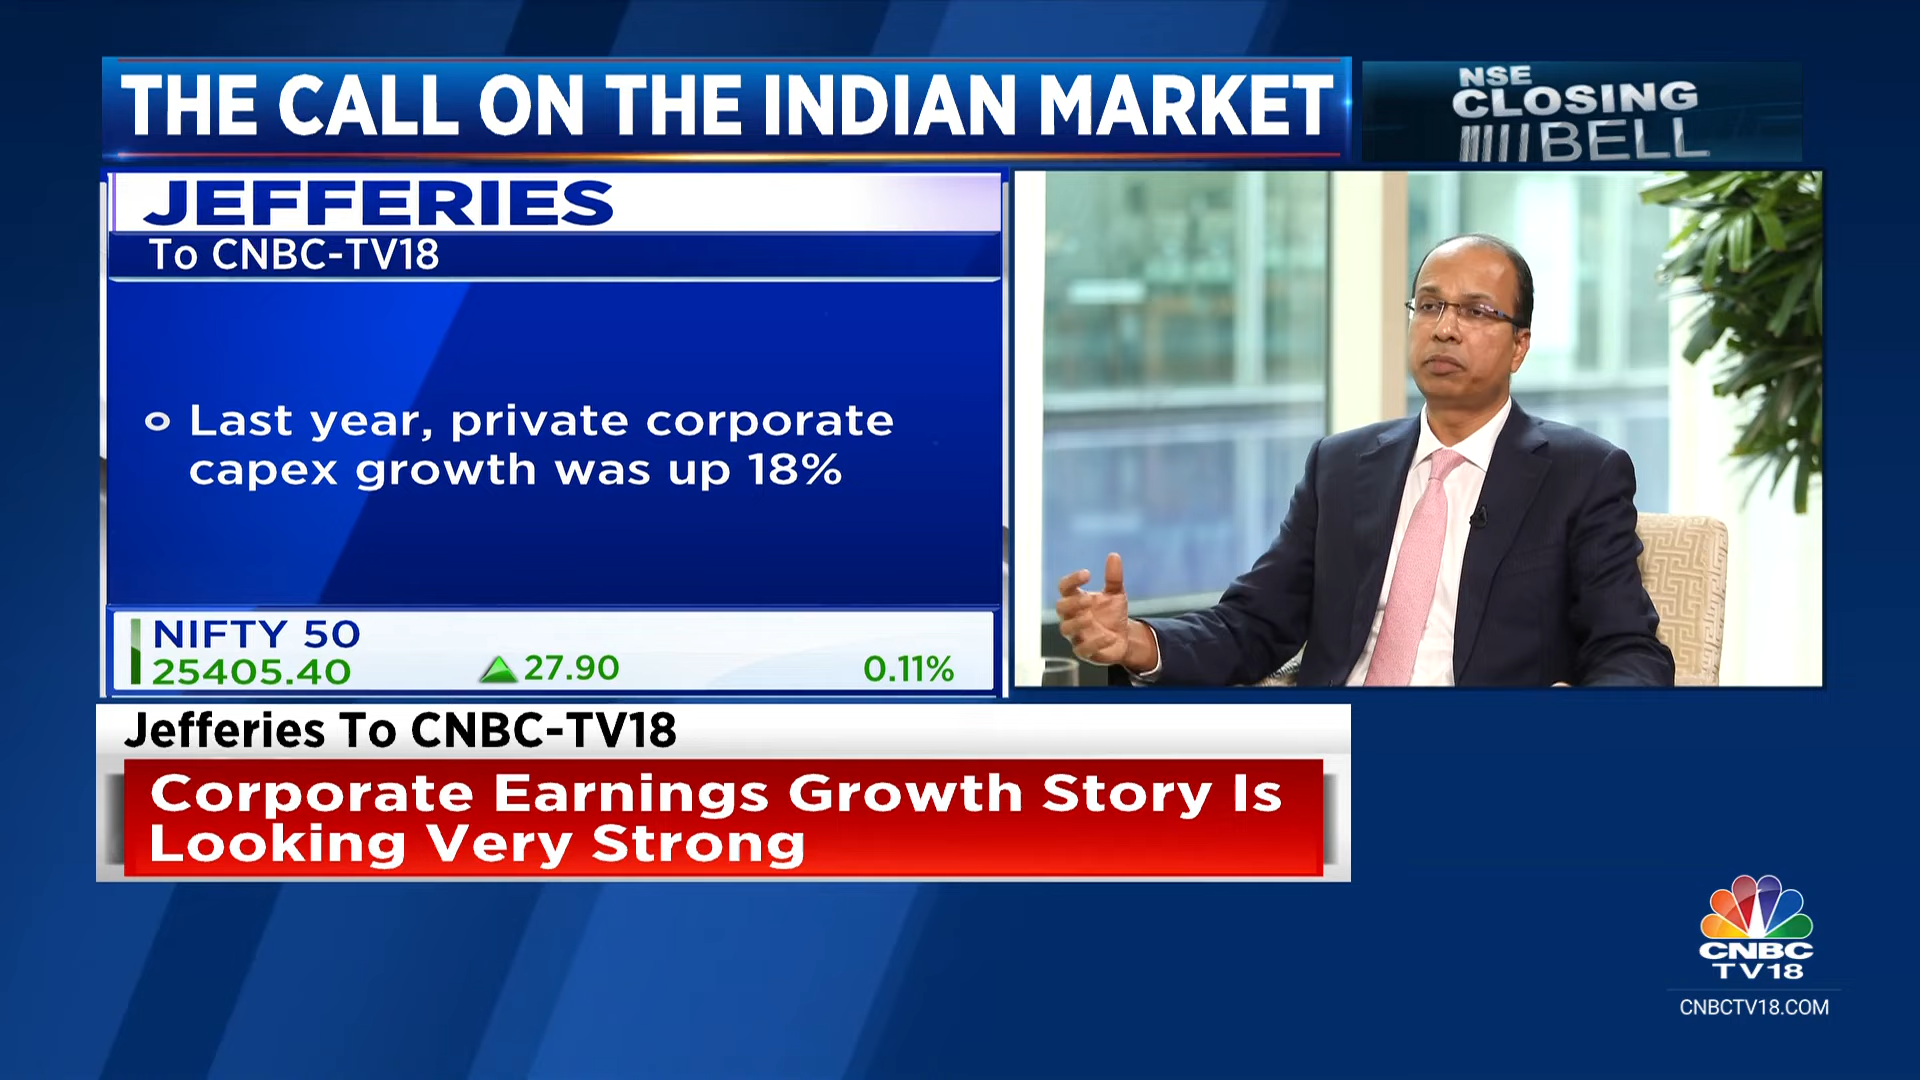 THE CALL ON THE INDIAN MARKET
NSE
CLOSING
BELL
JEFFERIES
To CNBC-TV18
Last year, private corporate
capex growth was up 18%
NIFTY 50
25405.40 27.90 0.11%
Jefferies To CNBC-TV18
Corporate Earnings Growth Story Is
Looking Very Strong
CNBC
TV18
CNBCTV18.COM